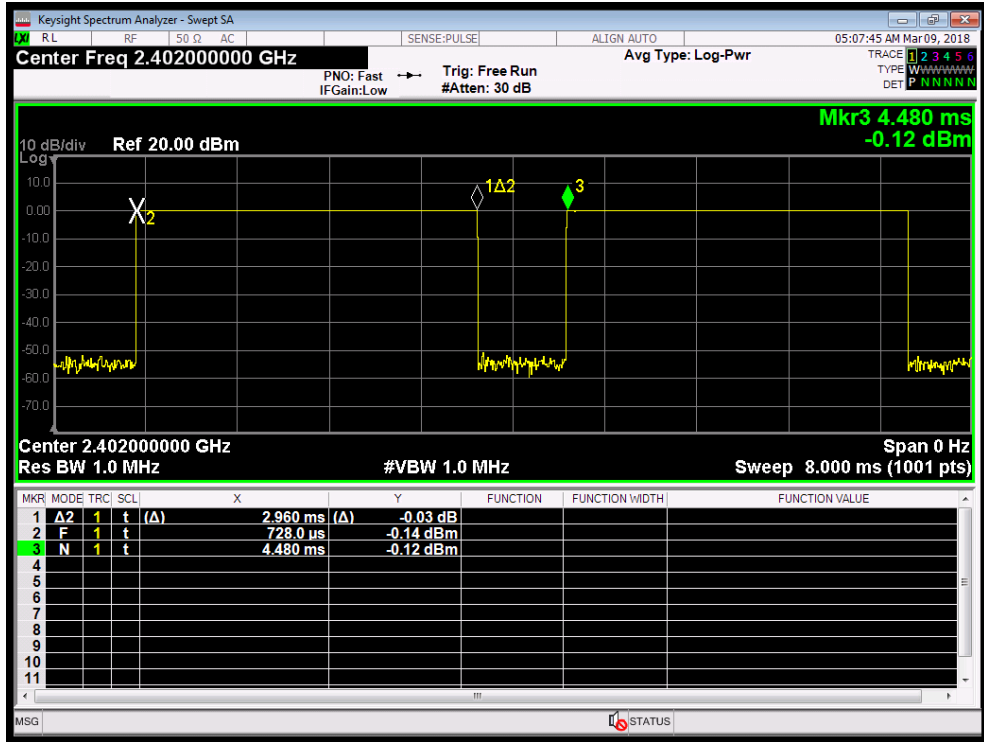 Keysight Spectrum Analyzer - Swept SA
LXI RL RF 50 Ω AC SENSE:PULSE ALIGN AUTO 05:07:45 AM Mar 09, 2018
Center Freq 2.402000000 GHz Avg Type: Log-Pwr TRACE 1 2 3 4 5 6
PNO: Fast Trig: Free Run TYPE WWWWWW
IFGain:Low #Atten: 30 dB DET P N N N N N
Mkr3 4.480 ms
10 dB/div Ref 20.00 dBm -0.12 dBm
Log
10.0
1Δ2
3
0.00
2
-10.0
-20.0
-30.0
-40.0
-50.0
-60.0
-70.0
Center 2.402000000 GHz Span 0 Hz
Res BW 1.0 MHz #VBW 1.0 MHz Sweep 8.000 ms (1001 pts)
MKR MODE TRC SCL X Y FUNCTION FUNCTION WIDTH FUNCTION VALUE
1 Δ2 1 t (Δ) 2.960 ms (Δ) -0.03 dB
2 F 1 t 728.0 µs -0.14 dBm
3 N 1 t 4.480 ms -0.12 dBm
4
5
6
7
8
9
10
11
MSG STATUS